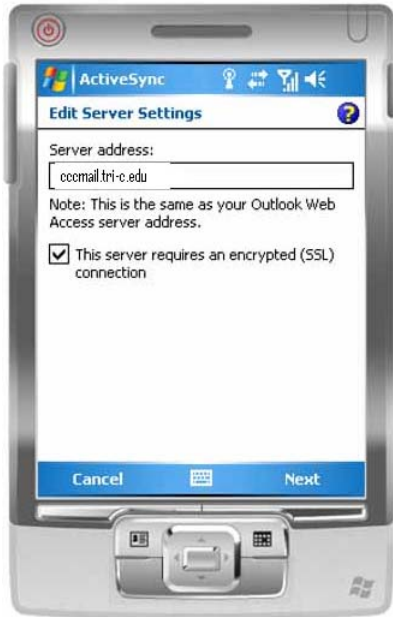 ActiveSync
Edit Server Settings
Server address:
cccmail.tri-c.edu
Note: This is the same as your Outlook Web
Access server address.
This server requires an encrypted (SSL)
connection
Cancel
Next